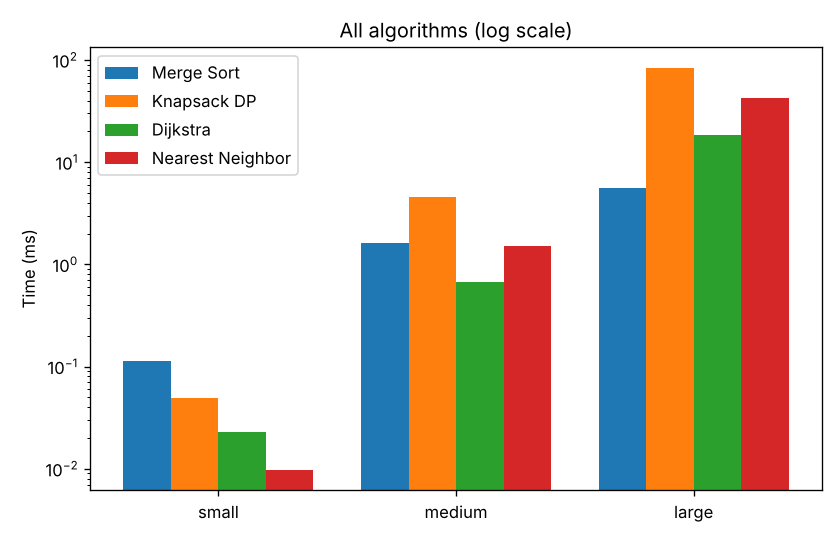 All algorithms (log scale)
Merge Sort
Knapsack DP
Dijkstra
Nearest Neighbor
Time (ms)
10²
10¹
10⁰
10⁻¹
10⁻²
small
medium
large